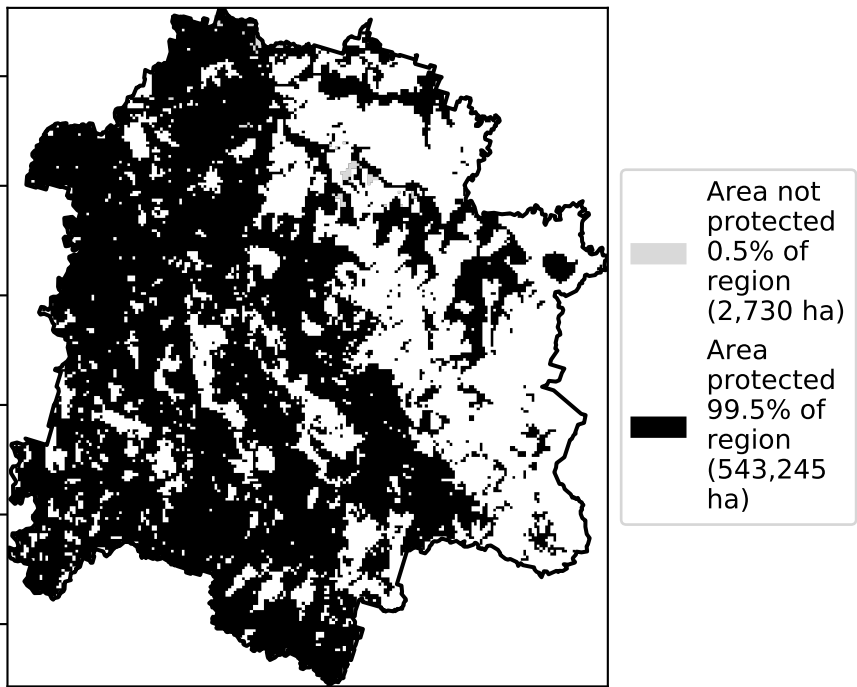 Area not
protected
0.5% of
region
(2,730 ha)
Area
protected
99.5% of
region
(543,245
ha)